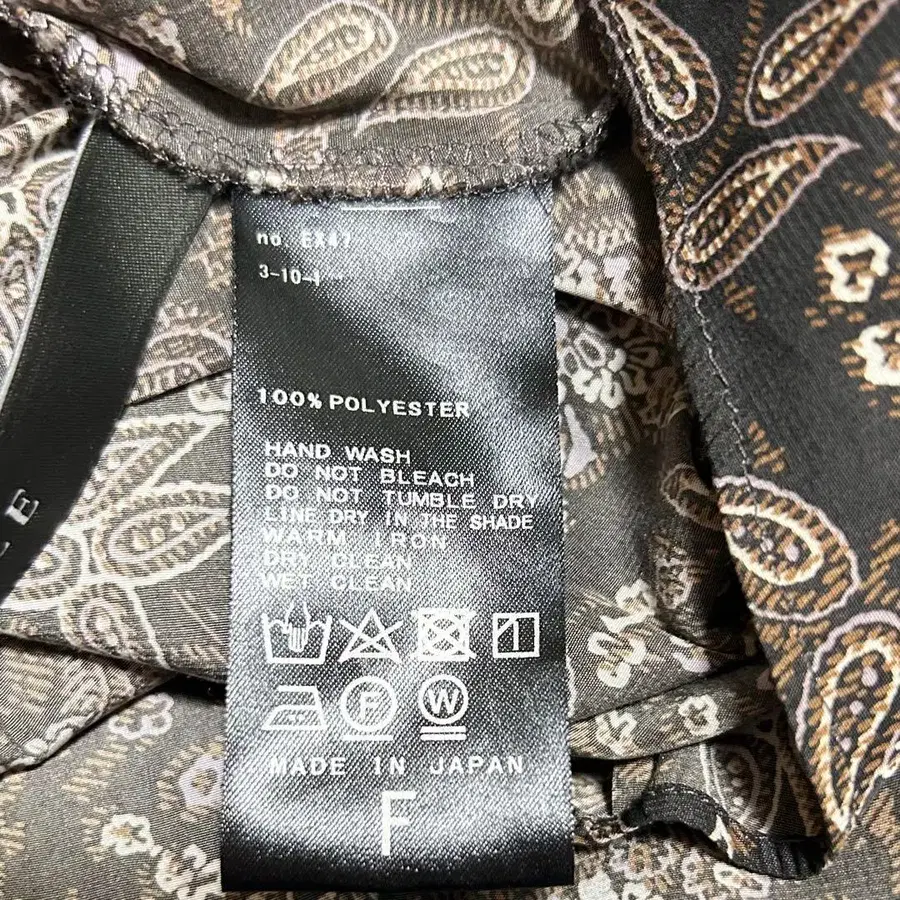 no. EX47
3-10-1
100% POLYESTER
HAND WASH
DO NOT BLEACH
DO NOT TUMBLE DRY
LINE DRY IN THE SHADE
WARM IRON
DRY CLEAN
WET CLEAN
F
W
MADE IN JAPAN
F